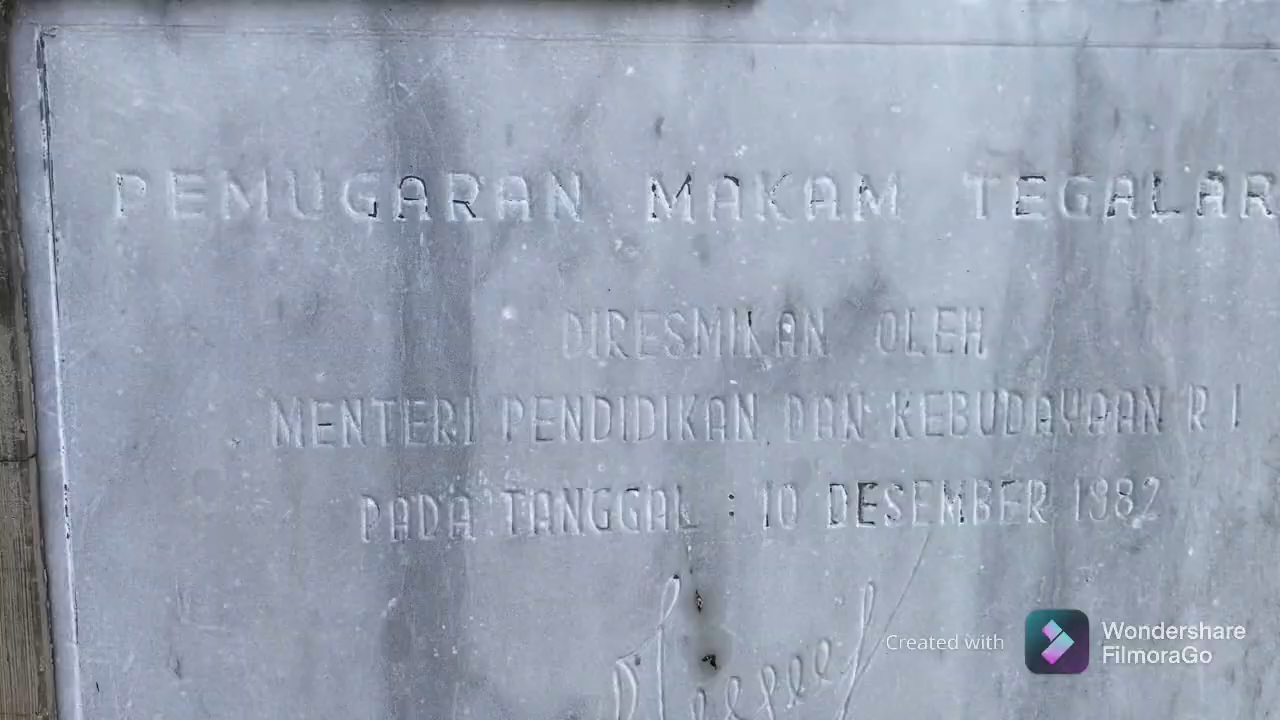 PEMUGARAN MAKAM TEGALAR
DIRESMIKAN OLEH
MENTERI PENDIDIKAN DAN KEBUDAYAAN R I
PADA TANGGAL : 10 DESEMBER 1982
Created with
Wondershare
FilmoraGo